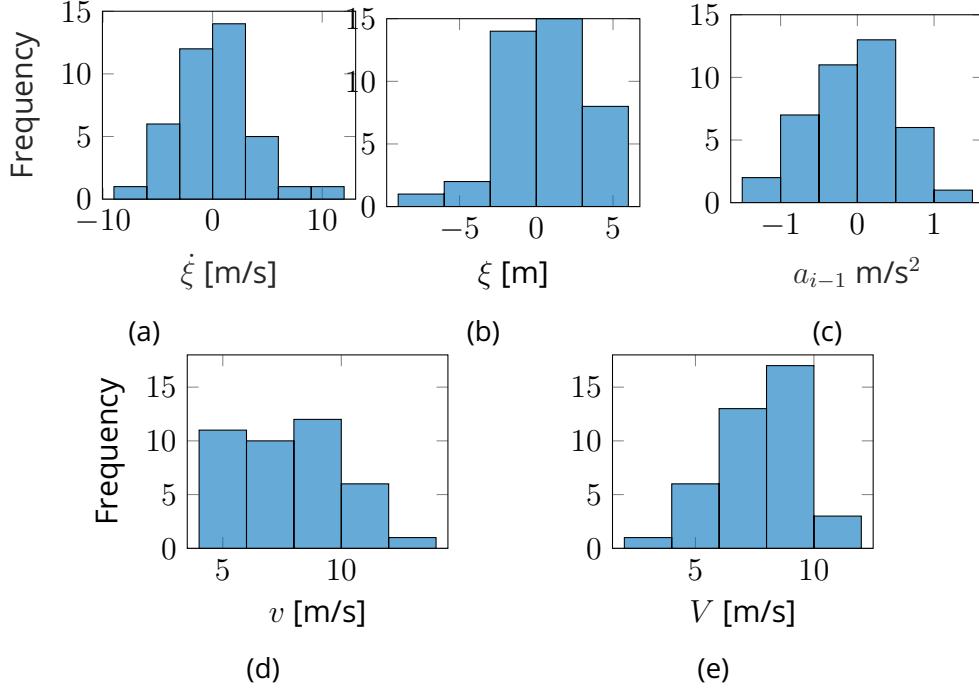 Frequency
15
10
5
0
−10 0 10
ξ̇ [m/s]
(a)
15
10
5
0
−5 0 5
ξ [m]
(b)
15
10
5
0
−1 0 1
a_{i−1} m/s²
(c)
Frequency
15
10
5
0
5 10
v [m/s]
(d)
15
10
5
0
5 10
V [m/s]
(e)